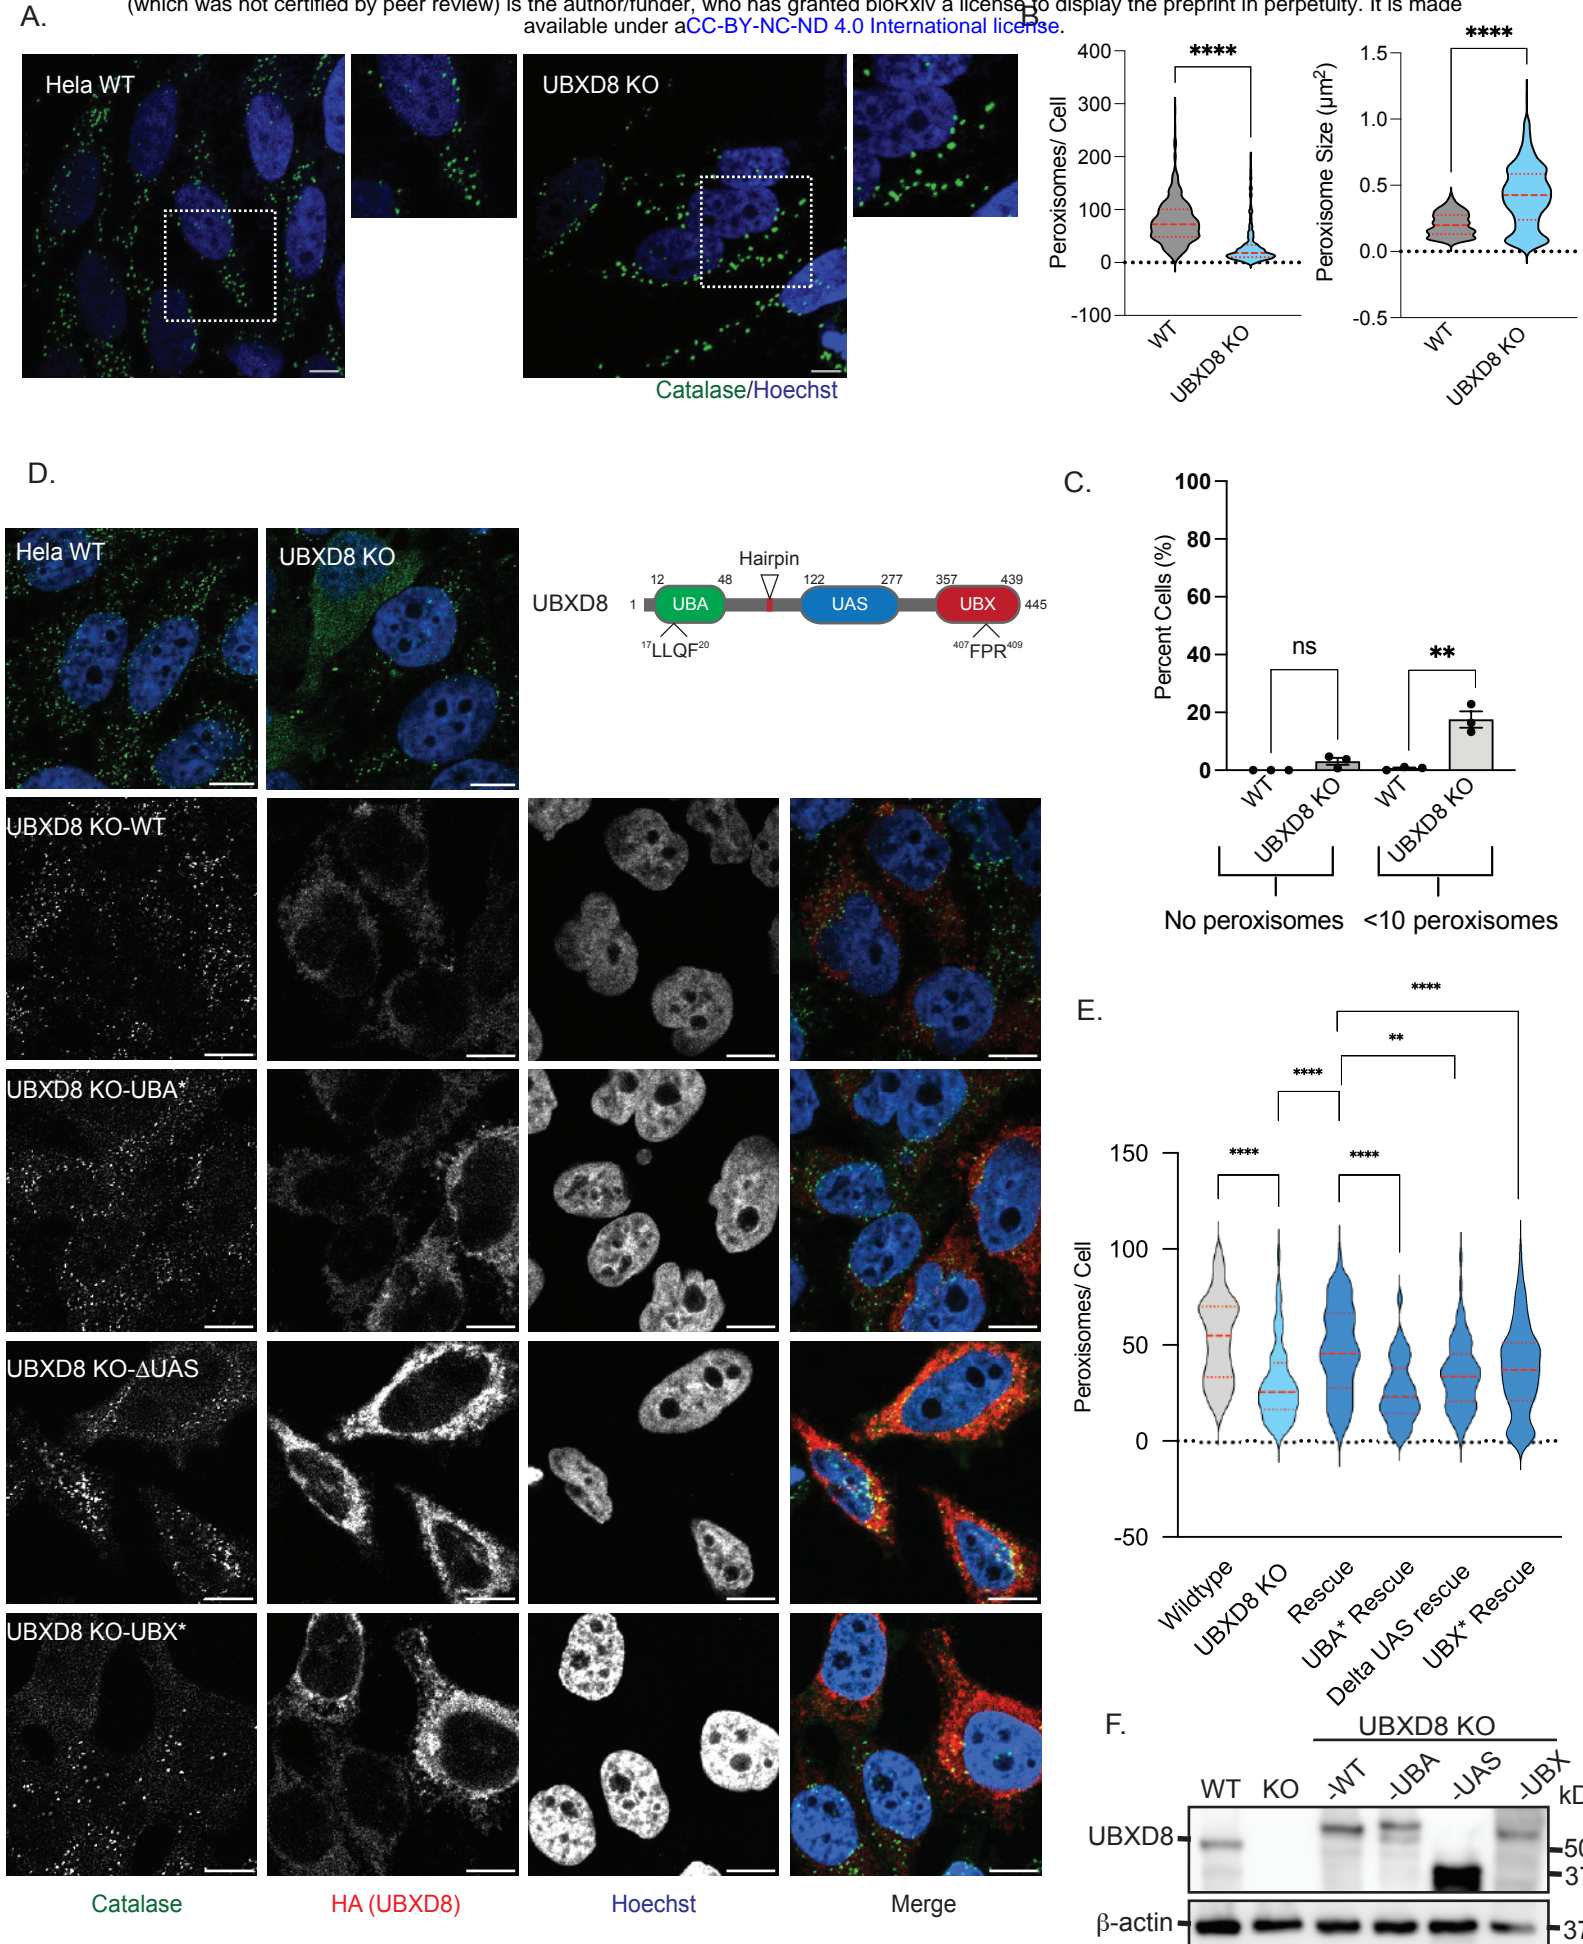 (which was not certified by peer review) is the author/funder, who has granted bioRxiv a license to display the preprint in perpetuity. It is made
available under aCC-BY-NC-ND 4.0 International license.
A.
Hela WT
UBXD8 KO
Catalase/Hoechst
B.
400
300
200
100
0
-100
Peroxisomes/ Cell
****
WT
UBXD8 KO
1.5
1.0
0.5
0.0
-0.5
Peroxisome Size (µm²)
****
WT
UBXD8 KO
C.
100
80
60
40
20
0
Percent Cells (%)
ns
**
WT
UBXD8 KO
WT
UBXD8 KO
No peroxisomes
<10 peroxisomes
D.
Hela WT
UBXD8 KO
UBXD8
Hairpin
1
12
48
122
277
357
439
445
UBA
UAS
UBX
¹⁷LLQF²⁰
⁴⁰⁷FPR⁴⁰⁹
UBXD8 KO-WT
UBXD8 KO-UBA*
UBXD8 KO-ΔUAS
UBXD8 KO-UBX*
Catalase
HA (UBXD8)
Hoechst
Merge
E.
****
**
****
****
****
150
100
50
0
-50
Peroxisomes/ Cell
Wildtype
UBXD8 KO
Rescue
UBA* Rescue
Delta UAS rescue
UBX* Rescue
F.
UBXD8 KO
WT
KO
-WT
-UBA
-UAS
-UBX
UBXD8
β-actin
37